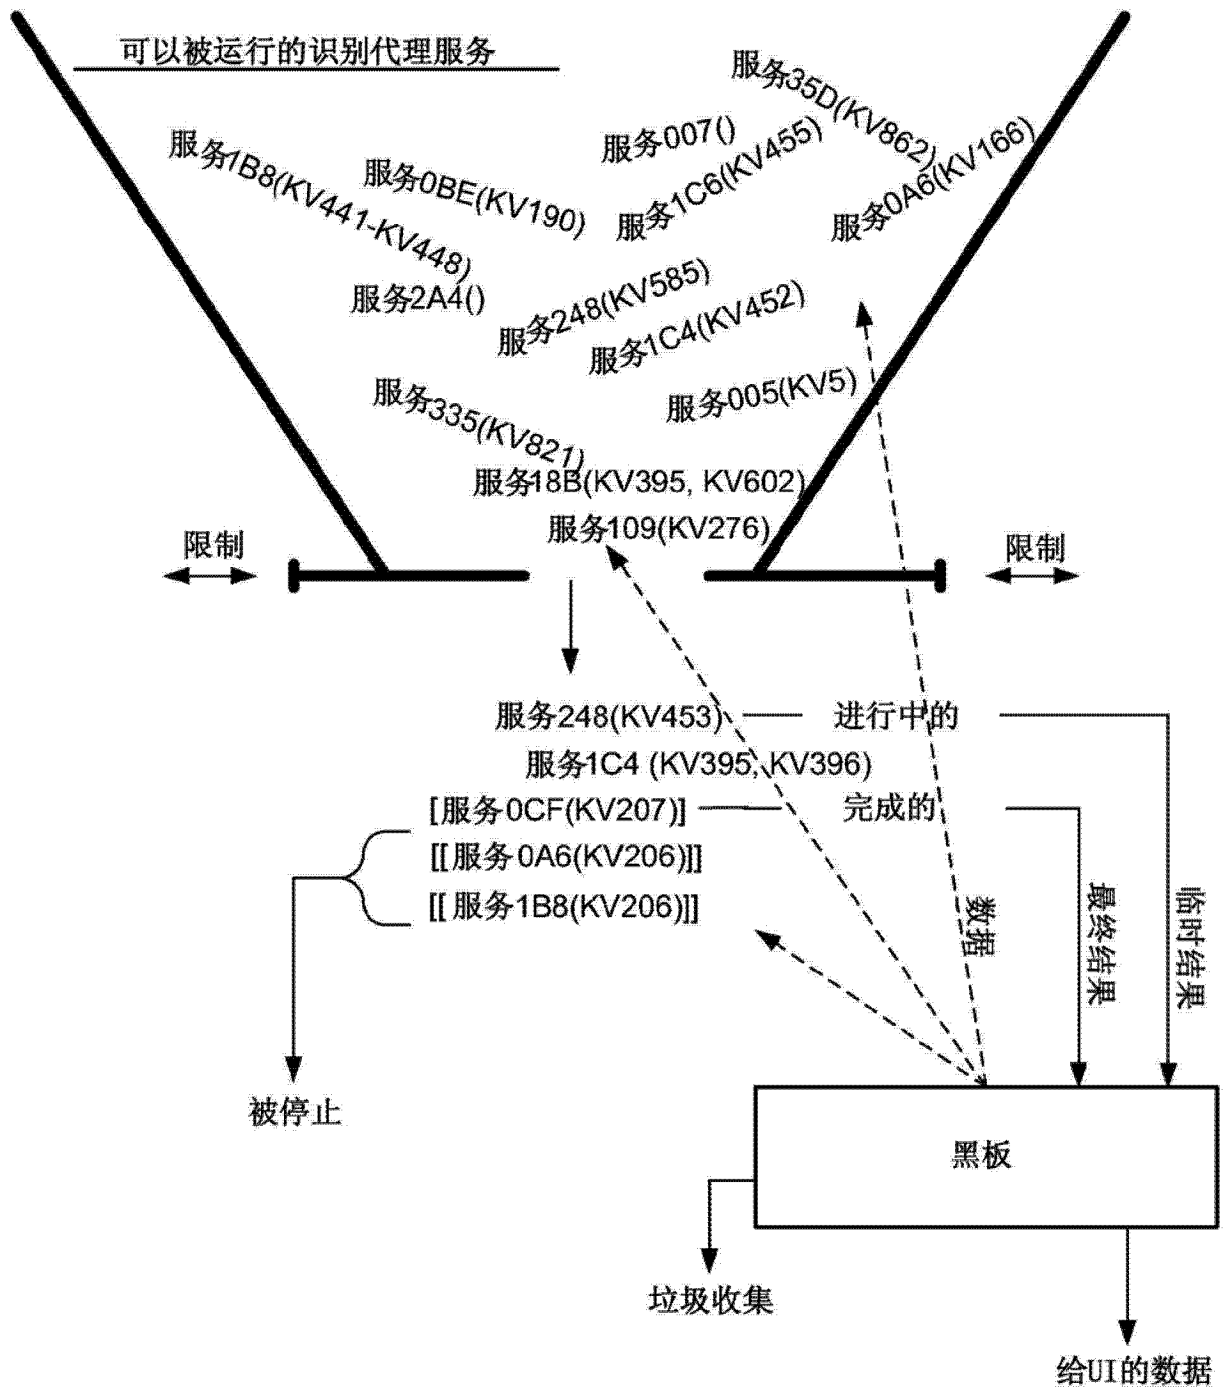 可以被运行的识别代理服务
服务35D(KV862)
服务007()
服务1B8(KV441-KV448)
服务0BE(KV190)
服务1C6(KV455)
服务0A6(KV166)
服务2A4()
服务248(KV585)
服务1C4(KV452)
服务335(KV821)
服务005(KV5)
服务18B(KV395, KV602)
服务109(KV276)
限制
限制
服务248(KV453)
进行中的
服务1C4 (KV395, KV396)
[服务0CF(KV207)]
完成的
[[服务0A6(KV206)]]
[[服务1B8(KV206)]]
数据
最终结果
临时结果
被停止
黑板
垃圾收集
给UI的数据